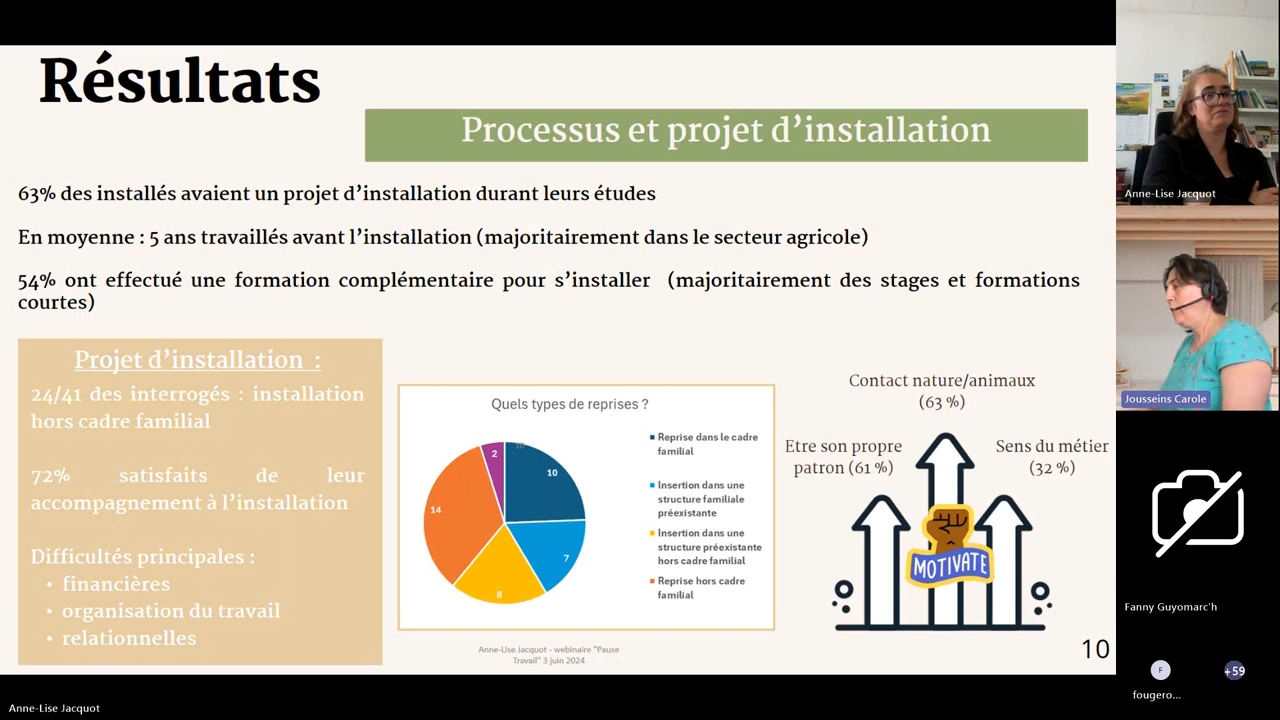 Résultats
Processus et projet d’installation
63% des installés avaient un projet d’installation durant leurs études
En moyenne : 5 ans travaillés avant l’installation (majoritairement dans le secteur agricole)
54% ont effectué une formation complémentaire pour s’installer (majoritairement des stages et formations
courtes)
Projet d’installation :
24/41 des interrogés : installation
hors cadre familial
72% satisfaits de leur
accompagnement à l’installation
Difficultés principales :
• financières
• organisation du travail
• relationnelles
Quels types de reprises ?
2
10
14
7
8
Reprise dans le cadre
familial
Insertion dans une
structure familiale
préexistante
Insertion dans une
structure préexistante
hors cadre familial
Reprise hors cadre
familial
Contact nature/animaux
(63 %)
Etre son propre
patron (61 %)
Sens du métier
(32 %)
MOTIVATE
Anne-Lise Jacquot - webinaire "Pause
Travail" 3 juin 2024
10
Anne-Lise Jacquot
Jousseins Carole
Fanny Guyomarc'h
F
+59
fougero...
Anne-Lise Jacquot